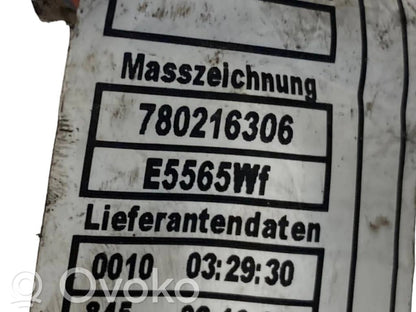 Masszeichnung
780216306
E5565Wf
Lieferantendaten
0010 03:29:30
OVOKO